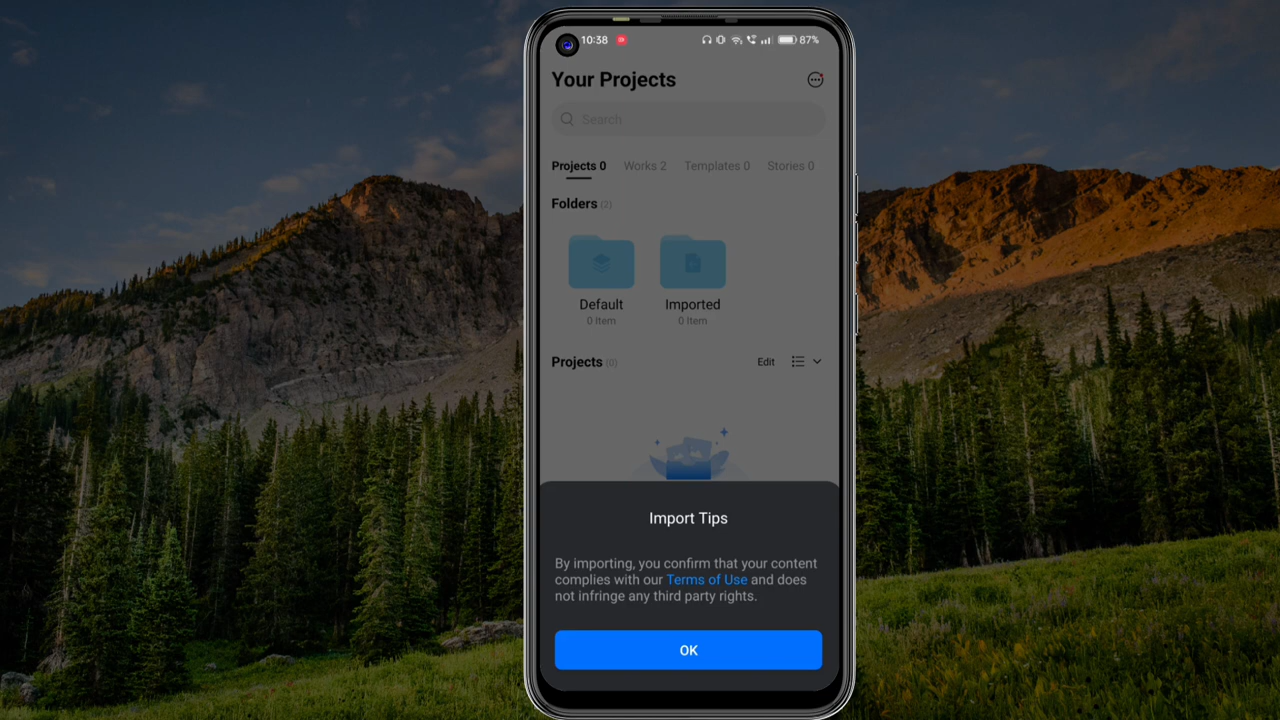 10:38
87%
Your Projects
Search
Projects 0 Works 2 Templates 0 Stories 0
Folders (2)
Default Imported
0 Item 0 Item
Projects (0) Edit
Import Tips
By importing, you confirm that your content
complies with our Terms of Use and does
not infringe any third party rights.
OK